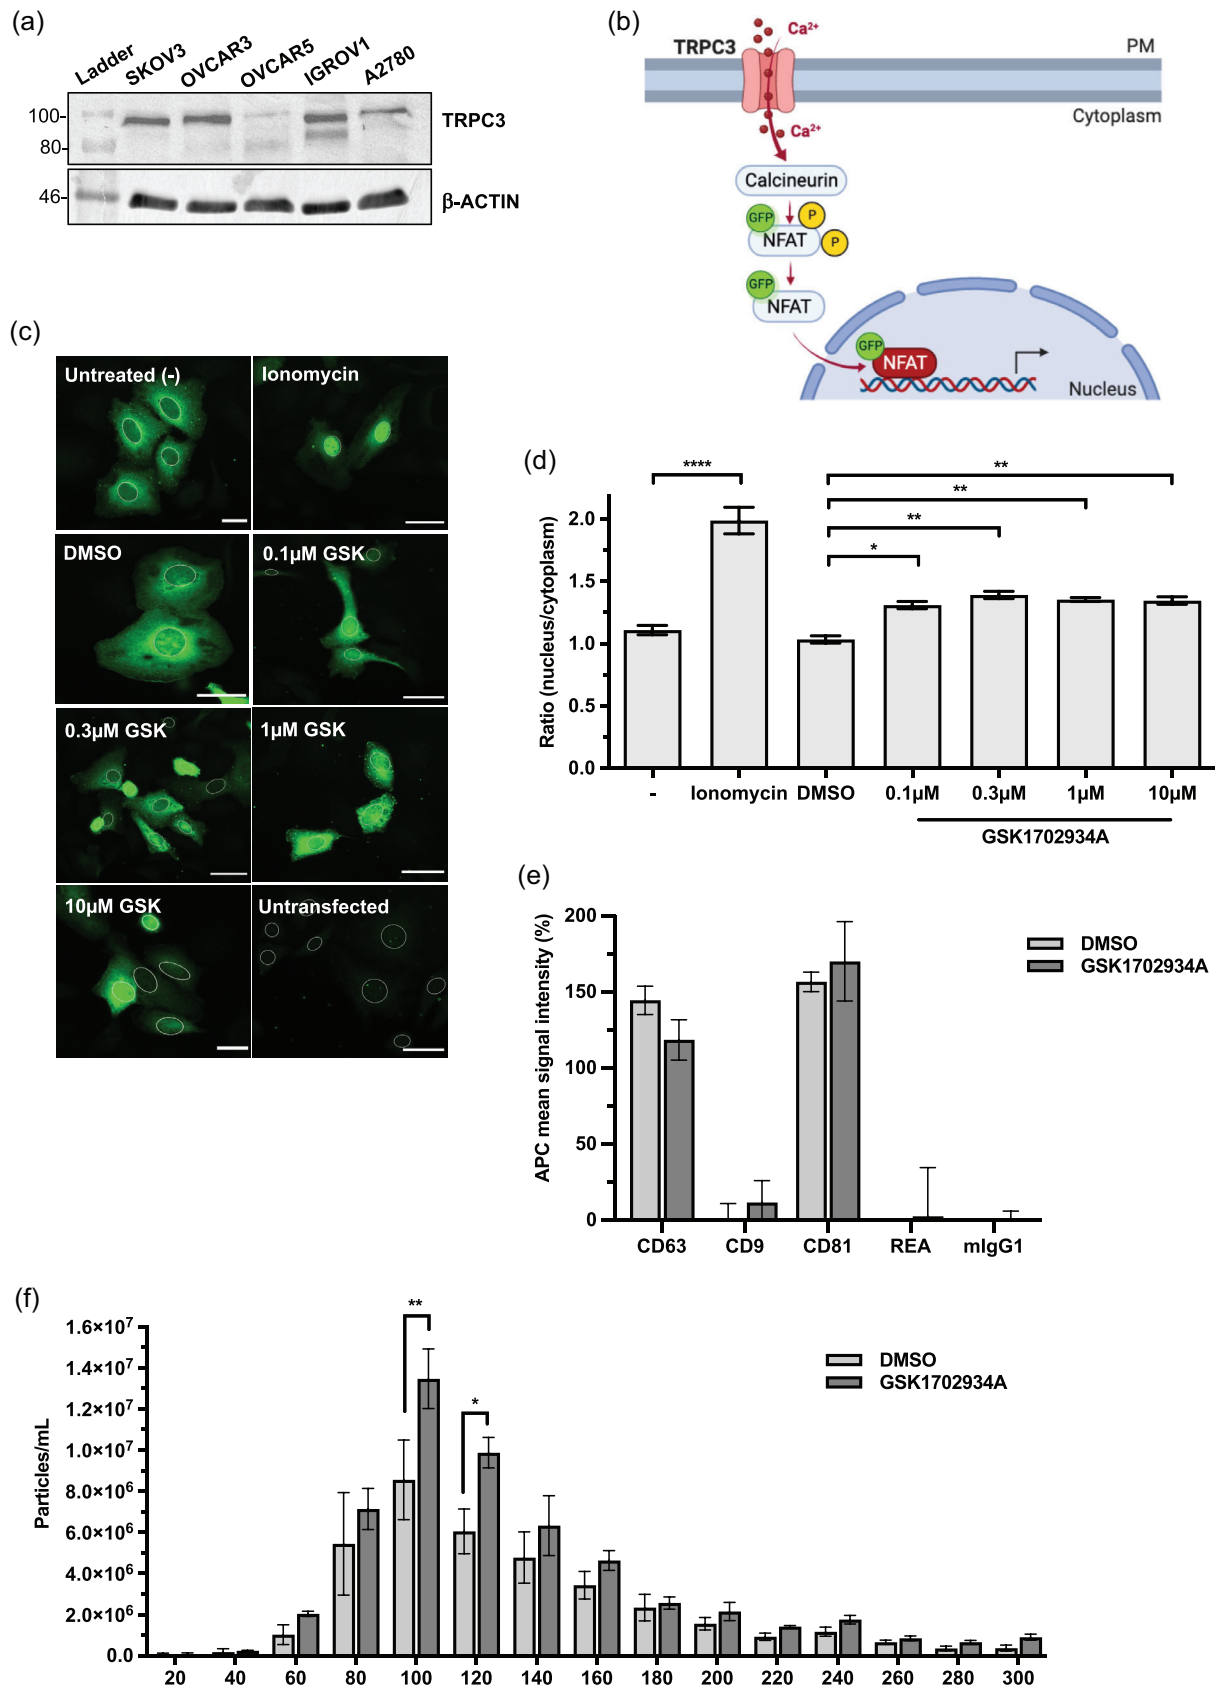 (a)
Ladder
SKOV3
OVCAR3
OVCAR5
IGROV1
A2780
100-
80-
TRPC3
46-
β-ACTIN
(b)
Ca²⁺
TRPC3
PM
Cytoplasm
Ca²⁺
Calcineurin
GFP
P
NFAT
P
GFP
NFAT
GFP
NFAT
Nucleus
(c)
Untreated (-)
Ionomycin
DMSO
0.1µM GSK
0.3µM GSK
1µM GSK
10µM GSK
Untransfected
(d)
****
**
**
**
*
Ratio (nucleus/cytoplasm)
2.0
1.5
1.0
0.5
0.0
- Ionomycin DMSO 0.1µM 0.3µM 1µM 10µM
GSK1702934A
(e)
APC mean signal intensity (%)
200
150
100
50
0
DMSO
GSK1702934A
CD63 CD9 CD81 REA mIgG1
(f)
**
*
Particles/mL
1.6×10⁷
1.4×10⁷
1.2×10⁷
1.0×10⁷
8.0×10⁶
6.0×10⁶
4.0×10⁶
2.0×10⁶
0.0
DMSO
GSK1702934A
20 40 60 80 100 120 140 160 180 200 220 240 260 280 300